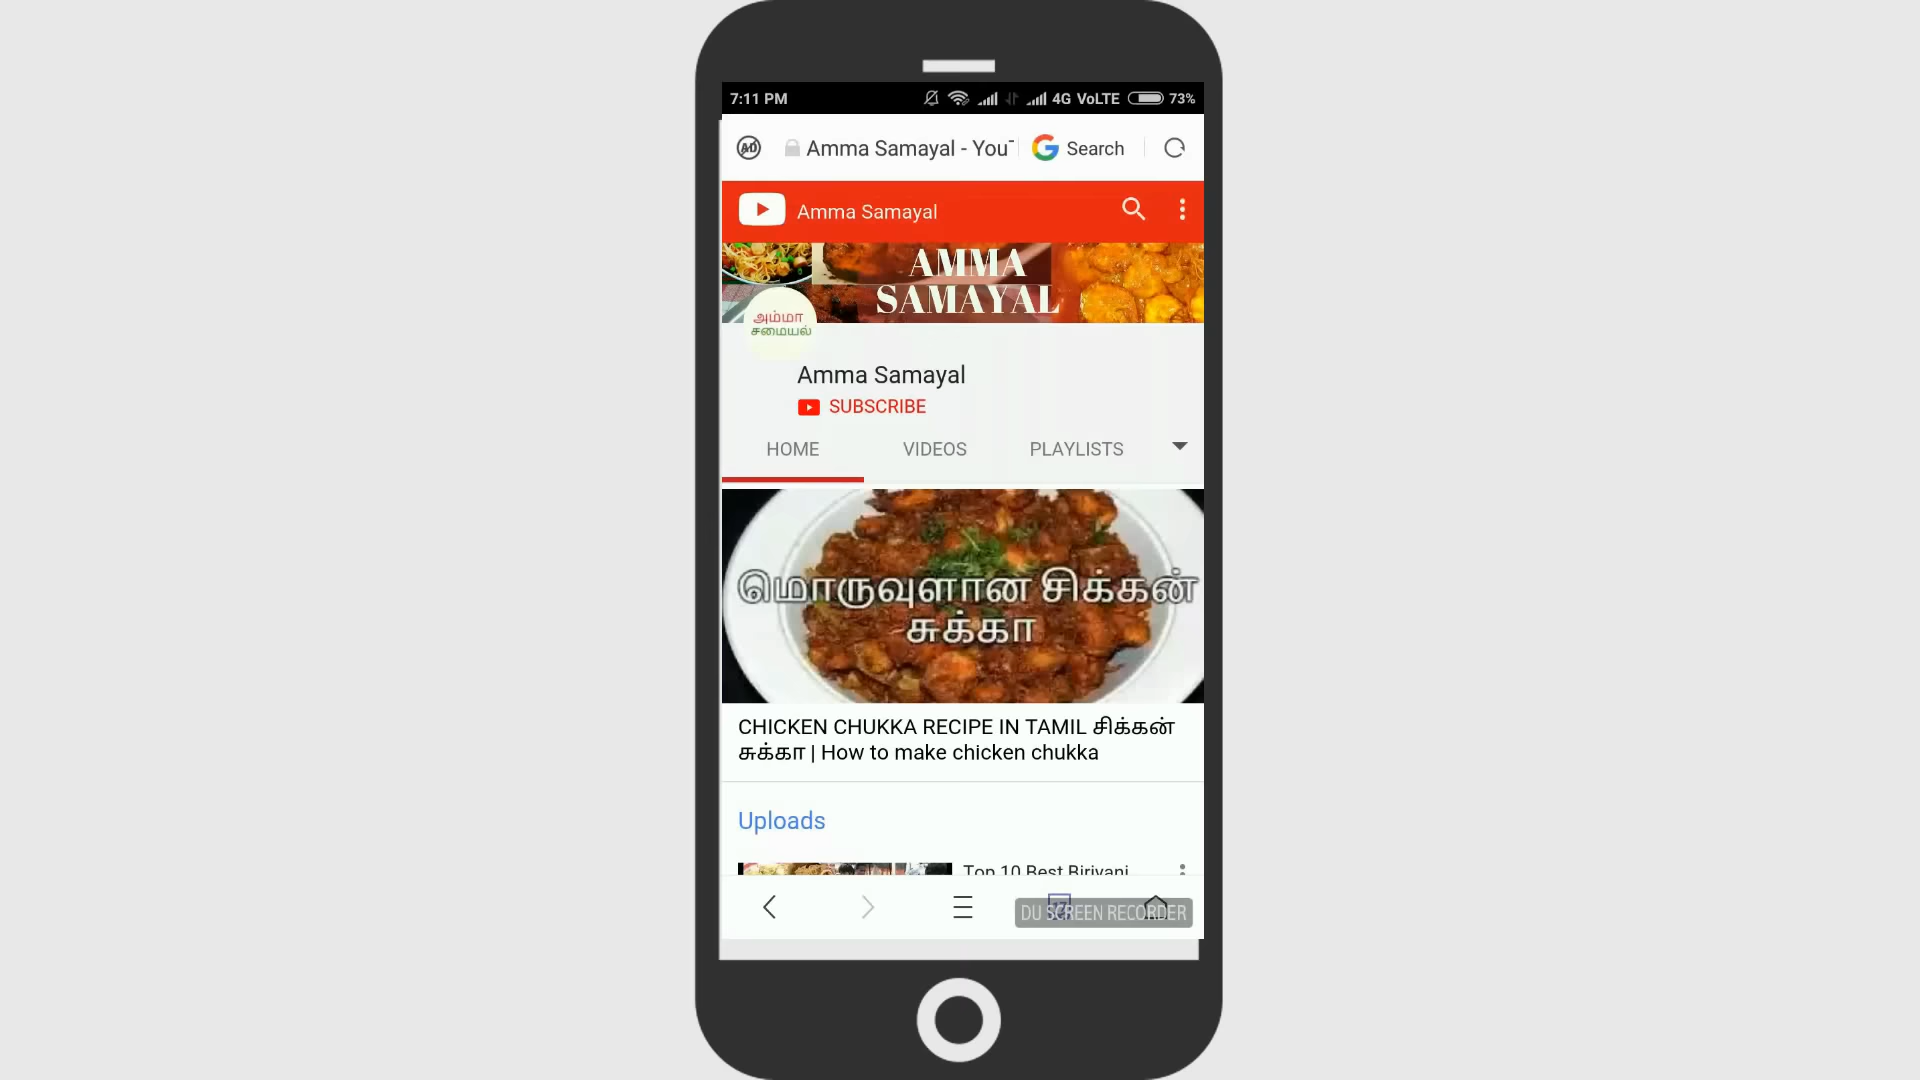 7:11 PM 4G VoLTE 73%
AD Amma Samayal - You Search
Amma Samayal
AMMA
SAMAYAL
அம்மா
சமையல்
Amma Samayal
SUBSCRIBE
HOME VIDEOS PLAYLISTS
மொருவுளான சிக்கன்
சுக்கா
CHICKEN CHUKKA RECIPE IN TAMIL சிக்கன்
சுக்கா | How to make chicken chukka
Uploads
Top 10 Best Biriyani
DU SCREEN RECORDER